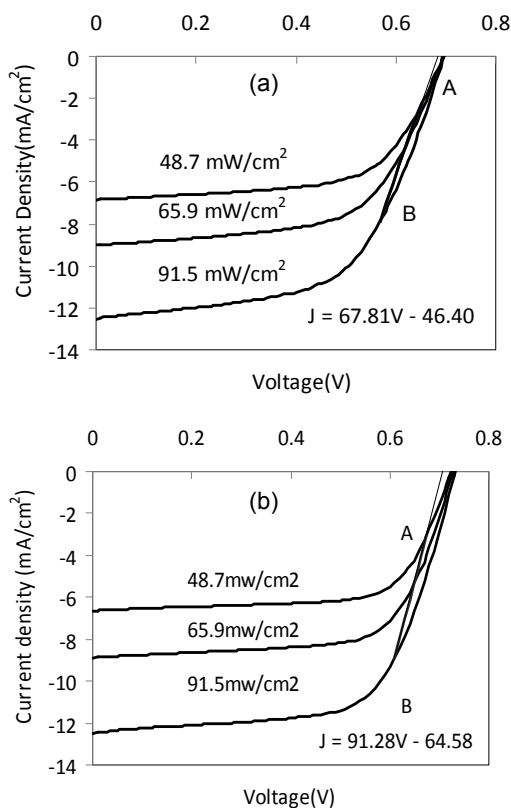 0 0.2 0.4 0.6 0.8
0
-2
-4
-6
-8
-10
-12
-14
Current Density(mA/cm²)
(a)
A
48.7 mW/cm²
65.9 mW/cm²
B
91.5 mW/cm²
J = 67.81V - 46.40
Voltage(V)
0 0.2 0.4 0.6 0.8
0
-2
-4
-6
-8
-10
-12
-14
Current density (mA/cm²)
(b)
A
48.7mw/cm2
65.9mw/cm2
91.5mw/cm2
B
J = 91.28V - 64.58
Voltage(V)